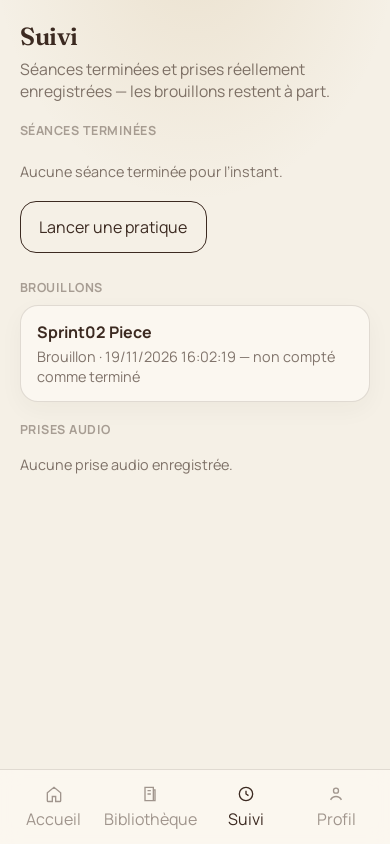 Suivi
Séances terminées et prises réellement
enregistrées — les brouillons restent à part.
SÉANCES TERMINÉES
Aucune séance terminée pour l'instant.
Lancer une pratique
BROUILLONS
Sprint02 Piece
Brouillon · 19/11/2026 16:02:19 — non compté
comme terminé
PRISES AUDIO
Aucune prise audio enregistrée.
Accueil
Bibliothèque
Suivi
Profil